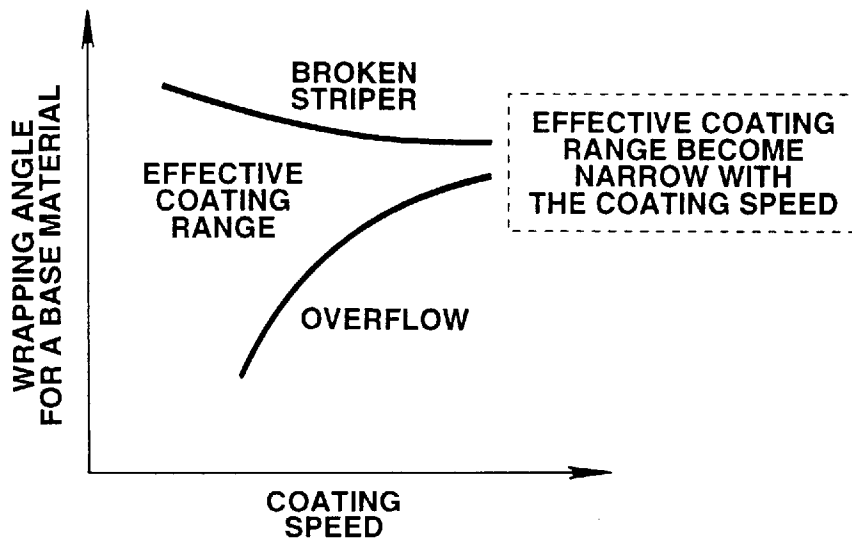 WRAPPING ANGLE
FOR A BASE MATERIAL
BROKEN
STRIPER
EFFECTIVE
COATING
RANGE
OVERFLOW
EFFECTIVE COATING
RANGE BECOME
NARROW WITH
THE COATING SPEED
COATING
SPEED